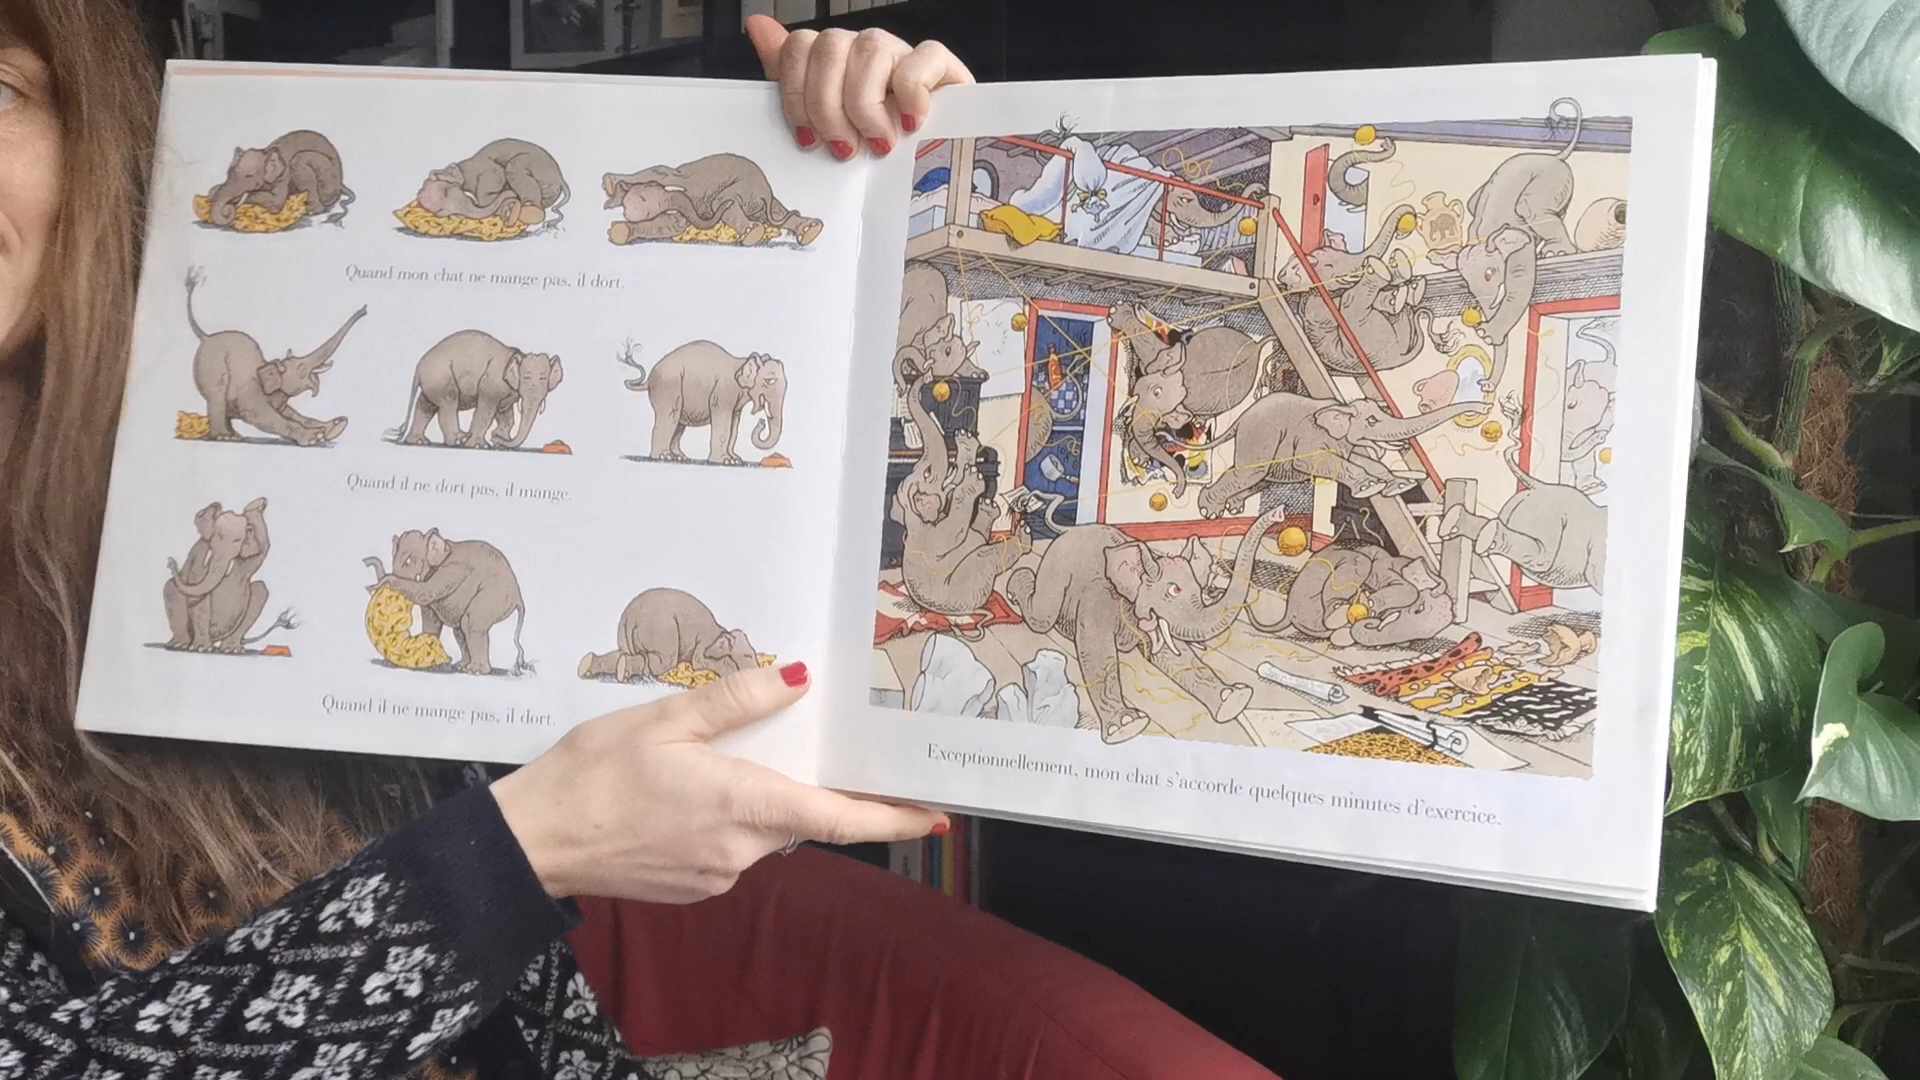 Quand mon chat ne mange pas, il dort.
Quand il ne dort pas, il mange.
Quand il ne mange pas, il dort.
Exceptionnellement, mon chat s'accorde quelques minutes d'exercice.